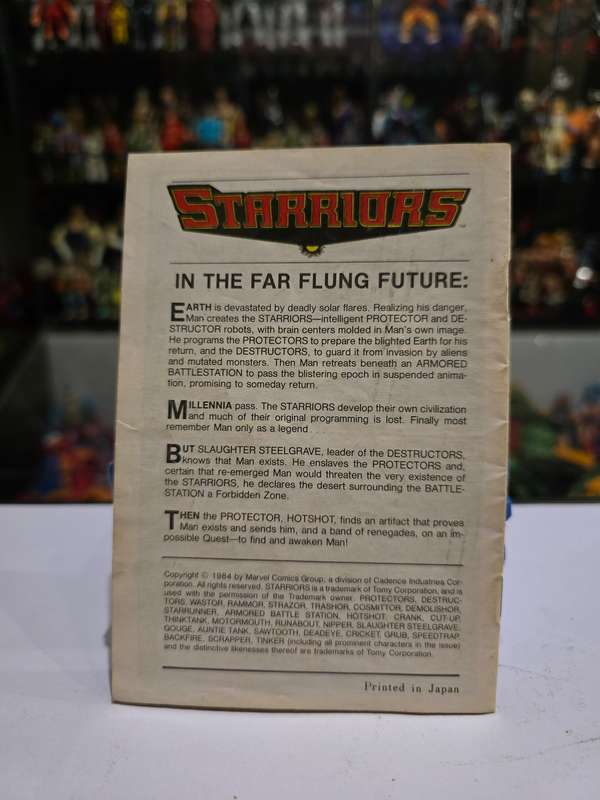 STARRIORS
IN THE FAR FLUNG FUTURE:
EARTH is devastated by deadly solar flares. Realizing his danger,
Man creates the STARRIORS—intelligent PROTECTOR and DE-
STRUCTOR robots, with brain centers molded in Man's own image.
He programs the PROTECTORS to prepare the blighted Earth for his
return, and the DESTRUCTORS, to guard it from invasion by aliens
and mutated monsters. Then Man retreats beneath an ARMORED
BATTLESTATION to pass the blistering epoch in suspended anima-
tion, promising to someday return.
MILLENNIA pass. The STARRIORS develop their own civilization
and much of their original programming is lost. Finally most
remember Man only as a legend
BUT SLAUGHTER STEELGRAVE, leader of the DESTRUCTORS,
knows that Man exists. He enslaves the PROTECTORS and,
certain that re-emerged Man would threaten the very existence of
the STARRIORS, he declares the desert surrounding the BATTLE-
STATION a Forbidden Zone.
THEN the PROTECTOR, HOTSHOT, finds an artifact that proves
Man exists and sends him, and a band of renegades, on an im-
possible Quest—to find and awaken Man!
Copyright © 1984 by Marvel Comics Group, a division of Cadence Industries Cor-
poration. All rights reserved. STARRIORS is a trademark of Tomy Corporation, and is
used with the permission of the Trademark owner. PROTECTORS, DESTRUC-
TORS, WASTOR, RAMMOR, STRAZOR, TRASHOR, COSMITTOR, DEMOLISHOR,
STARRUNNER, ARMORED BATTLE STATION, HOTSHOT, CRANK, CUT-UP,
THINKTANK, MOTORMOUTH, RUNABOUT, NIPPER, SLAUGHTER STEELGRAVE,
GOUGE, AUNTIE TANK, SAWTOOTH, DEADEYE, CRICKET, GRUB, SPEEDTRAP,
BACKFIRE, SCRAPPER, TINKER (including all prominent characters in the issue)
and the distinctive likenesses thereof are trademarks of Tomy Corporation.
Printed in Japan